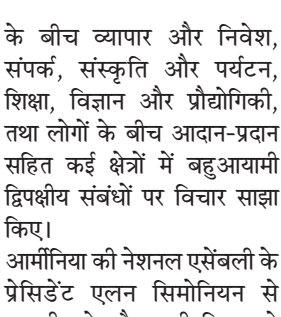 के बीच व्यापार और निवेश,
संपर्क, संस्कृति और पर्यटन,
शिक्षा, विज्ञान और प्रौद्योगिकी,
तथा लोगों के बीच आदान-प्रदान
सहित कई क्षेत्रों में बहुआयामी
द्विपक्षीय संबंधों पर विचार साझा
किए।
आर्मीनिया की नेशनल एसेंबली के
प्रेसिडेंट एलन सिमोनियन से